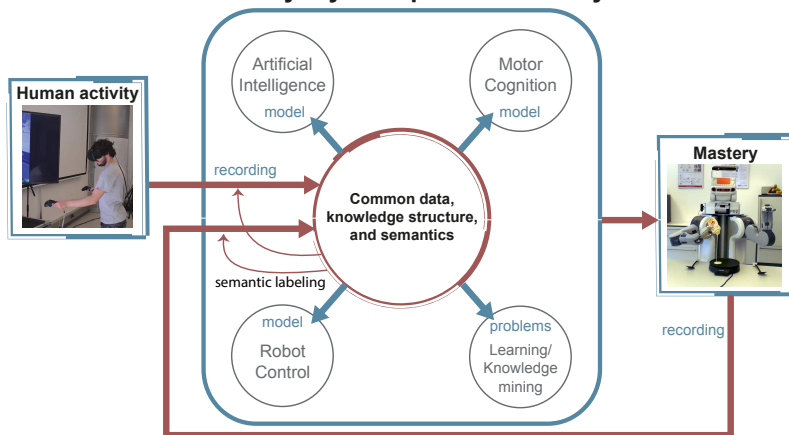 Human activity
recording
Artificial
Intelligence
model
Motor
Cognition
model
Common data,
knowledge structure,
and semantics
semantic labeling
model
Robot
Control
problems
Learning/
Knowledge
mining
Mastery
recording